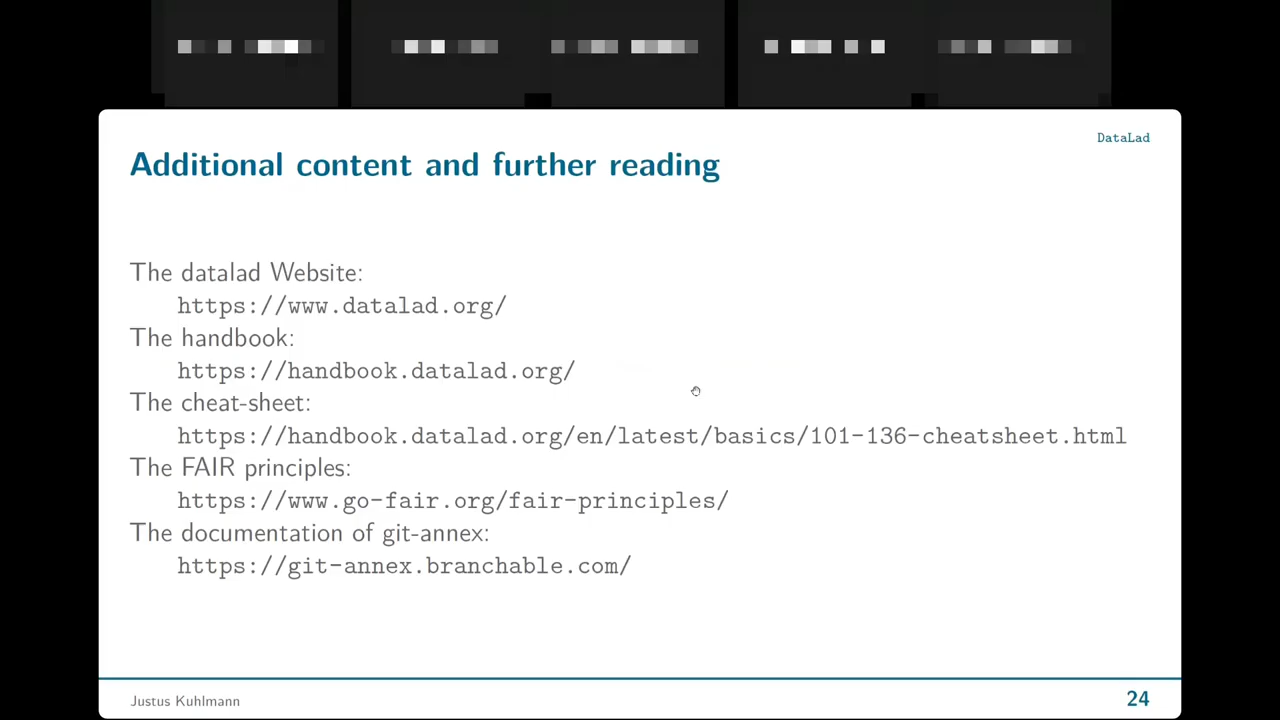 DataLad
Additional content and further reading
The datalad Website:
https://www.datalad.org/
The handbook:
https://handbook.datalad.org/
The cheat-sheet:
https://handbook.datalad.org/en/latest/basics/101-136-cheatsheet.html
The FAIR principles:
https://www.go-fair.org/fair-principles/
The documentation of git-annex:
https://git-annex.branchable.com/
Justus Kuhlmann
24